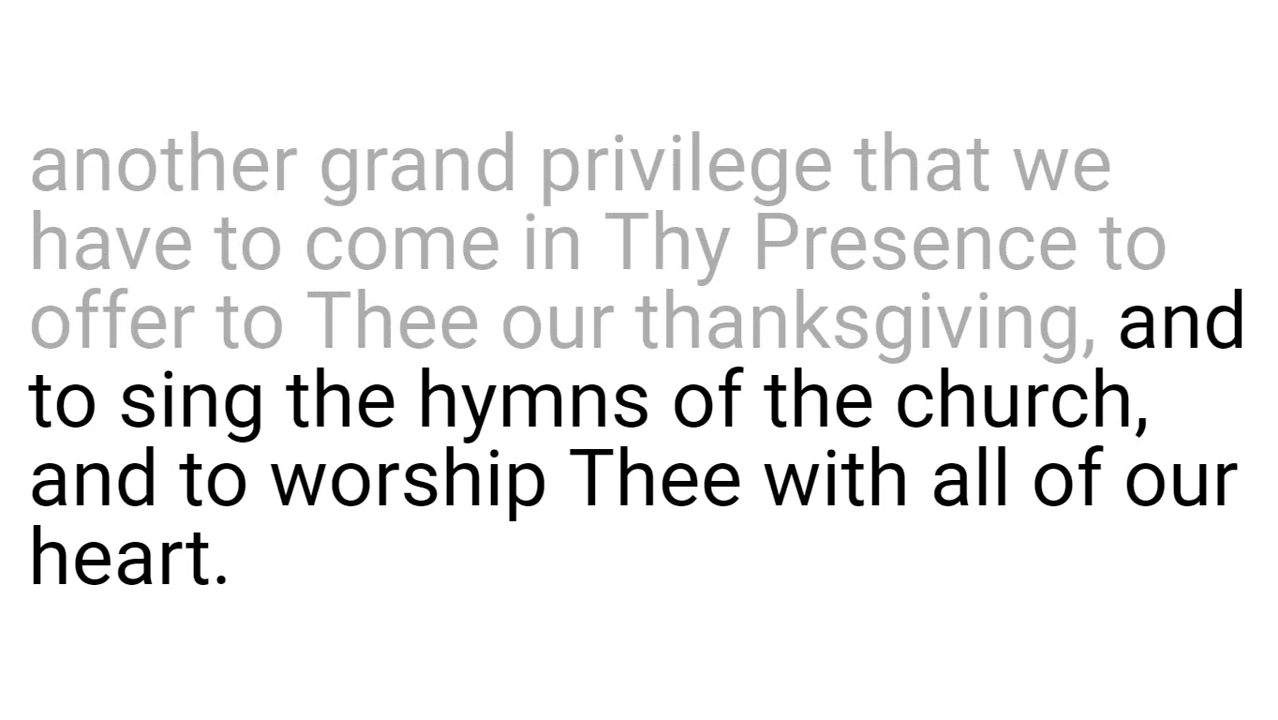 another grand privilege that we
have to come in Thy Presence to
offer to Thee our thanksgiving, and
to sing the hymns of the church,
and to worship Thee with all of our
heart.